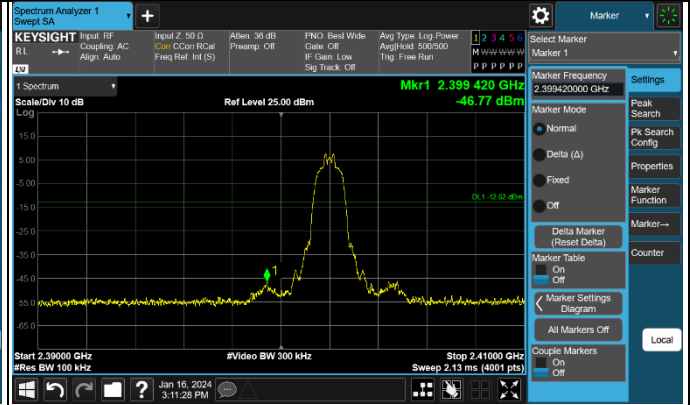 Spectrum Analyzer 1
Swept SA
+
Marker
KEYSIGHT
RL
Input: RF
Coupling: AC
Align: Auto
Input Z: 50 Ω
Corr CCorr RCal
Freq Ref: Int (S)
Atten: 36 dB
Preamp: Off
PNO: Best Wide
Gate: Off
IF Gain: Low
Sig Track: Off
Avg Type: Log-Power
Avg|Hold: 500/500
Trig: Free Run
1 2 3 4 5 6
M W W W W W
P P P P P P
LXI
Select Marker
Marker 1
1 Spectrum
Scale/Div 10 dB
Log
Ref Level 25.00 dBm
Mkr1 2.399 420 GHz
-46.77 dBm
15.0
5.00
-5.00
-15.0
-25.0
-35.0
-45.0
-55.0
-65.0
DL1 -12.62 dBm
1
Start 2.39000 GHz
#Res BW 100 kHz
#Video BW 300 kHz
Stop 2.41000 GHz
Sweep 2.13 ms (4001 pts)
Marker Frequency
2.399420000 GHz
Marker Mode
Normal
Delta (Δ)
Fixed
Off
Delta Marker
(Reset Delta)
Marker Table
On
Off
Marker Settings
Diagram
All Markers Off
Couple Markers
On
Off
Settings
Peak
Search
Pk Search
Config
Properties
Marker
Function
Marker→
Counter
Local
?
Jan 16, 2024
3:11:28 PM